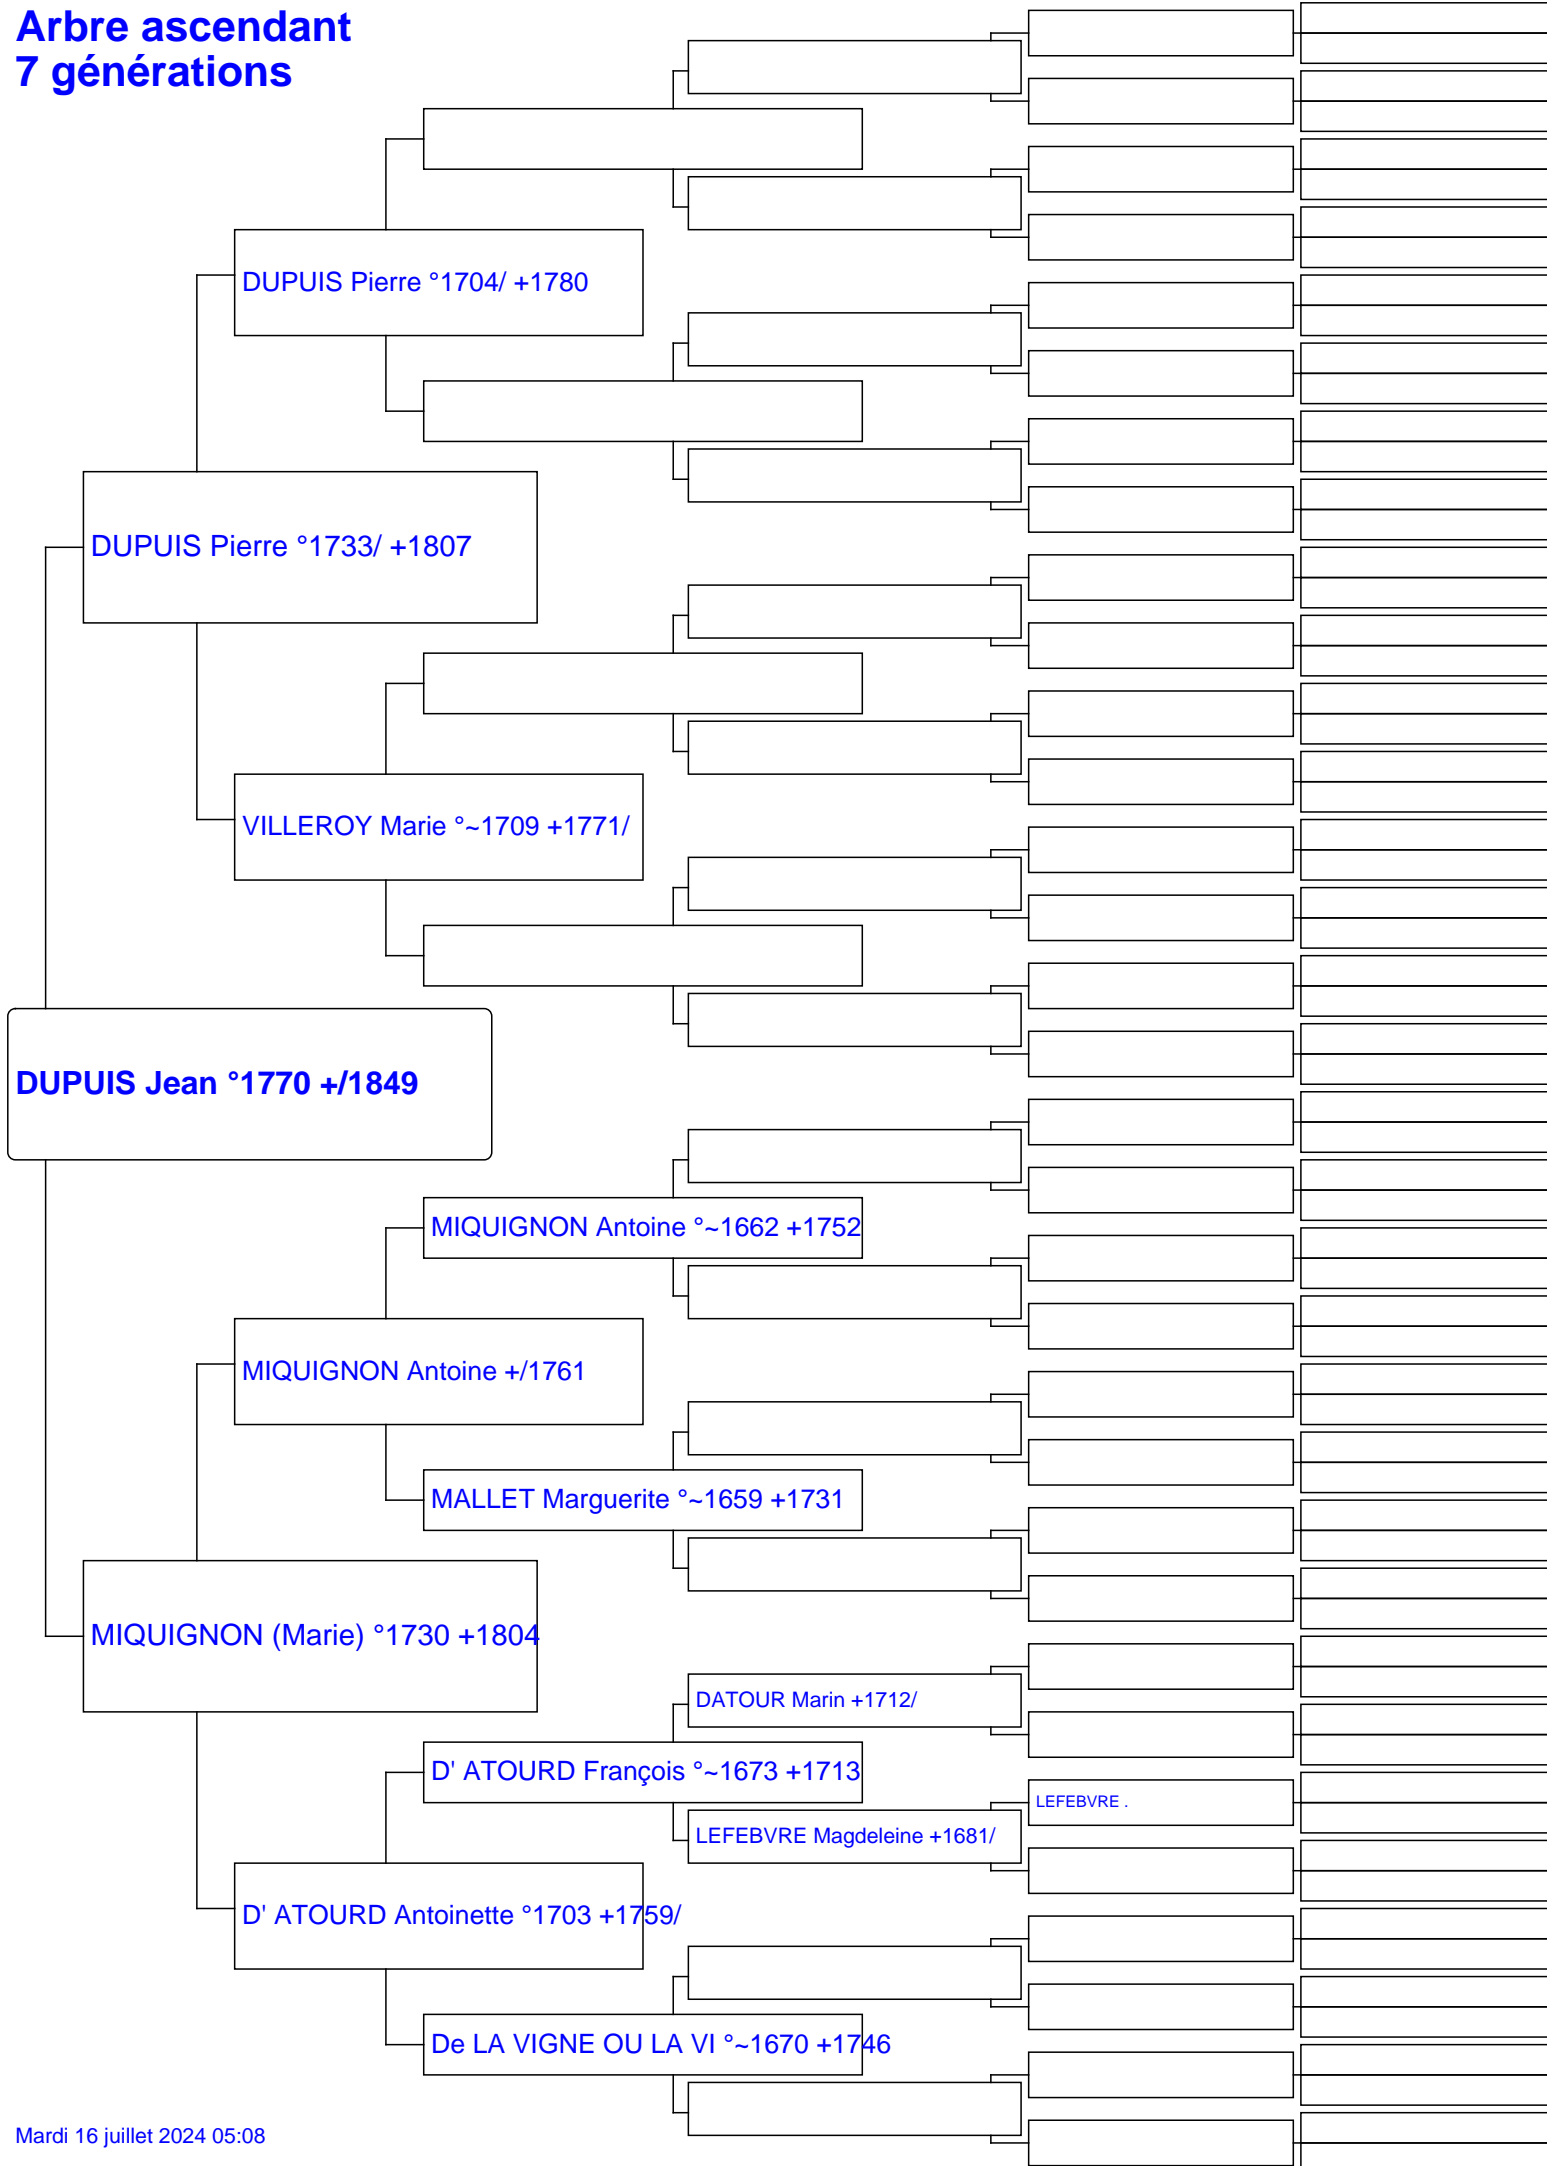 Arbre ascendant
7 générations
DUPUIS Pierre °1704/ +1780
DUPUIS Pierre °1733/ +1807
VILLEROY Marie °~1709 +1771/
DUPUIS Jean °1770 +/1849
MIQUIGNON Antoine °~1662 +1752
MIQUIGNON Antoine +/1761
MALLET Marguerite °~1659 +1731
MIQUIGNON (Marie) °1730 +1804
DATOUR Marin +1712/
D' ATOURD François °~1673 +1713
LEFEBVRE .
LEFEBVRE Magdeleine +1681/
D' ATOURD Antoinette °1703 +1759/
De LA VIGNE OU LA VI °~1670 +1746
Mardi 16 juillet 2024 05:08